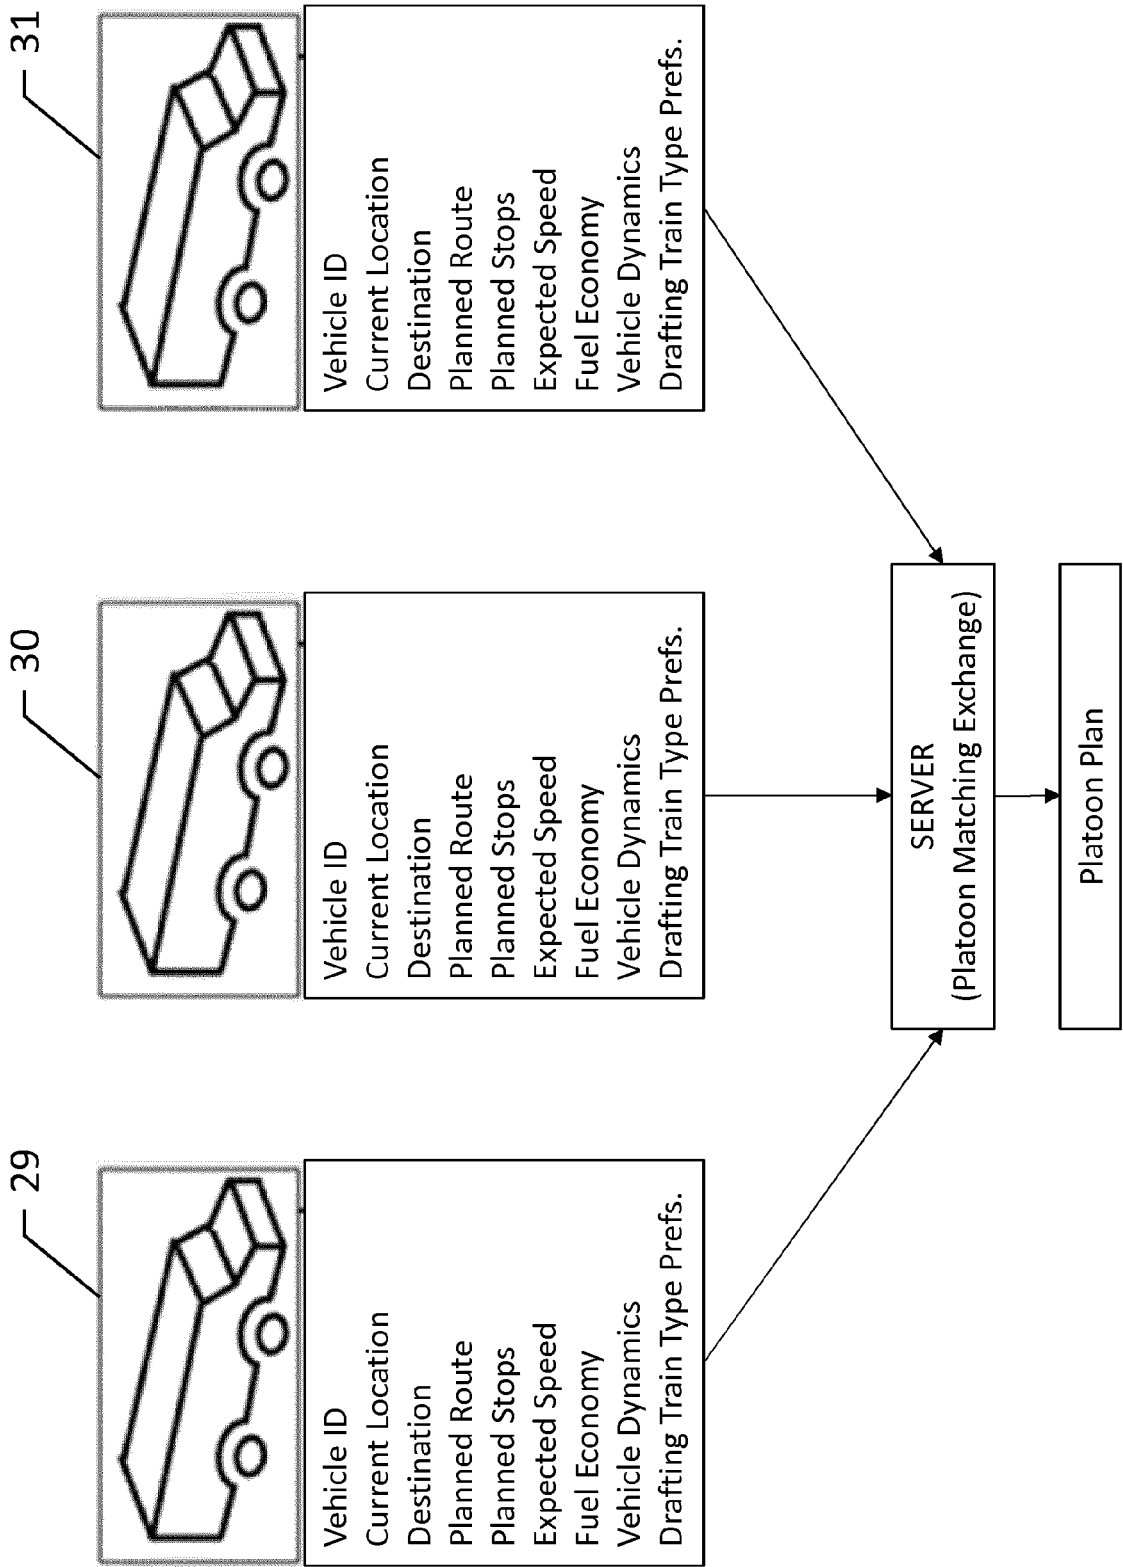 29
Vehicle ID
Current Location
Destination
Planned Route
Planned Stops
Expected Speed
Fuel Economy
Vehicle Dynamics
Drafting Train Type Prefs.
30
Vehicle ID
Current Location
Destination
Planned Route
Planned Stops
Expected Speed
Fuel Economy
Vehicle Dynamics
Drafting Train Type Prefs.
31
Vehicle ID
Current Location
Destination
Planned Route
Planned Stops
Expected Speed
Fuel Economy
Vehicle Dynamics
Drafting Train Type Prefs.
SERVER
(Platoon Matching Exchange)
Platoon Plan